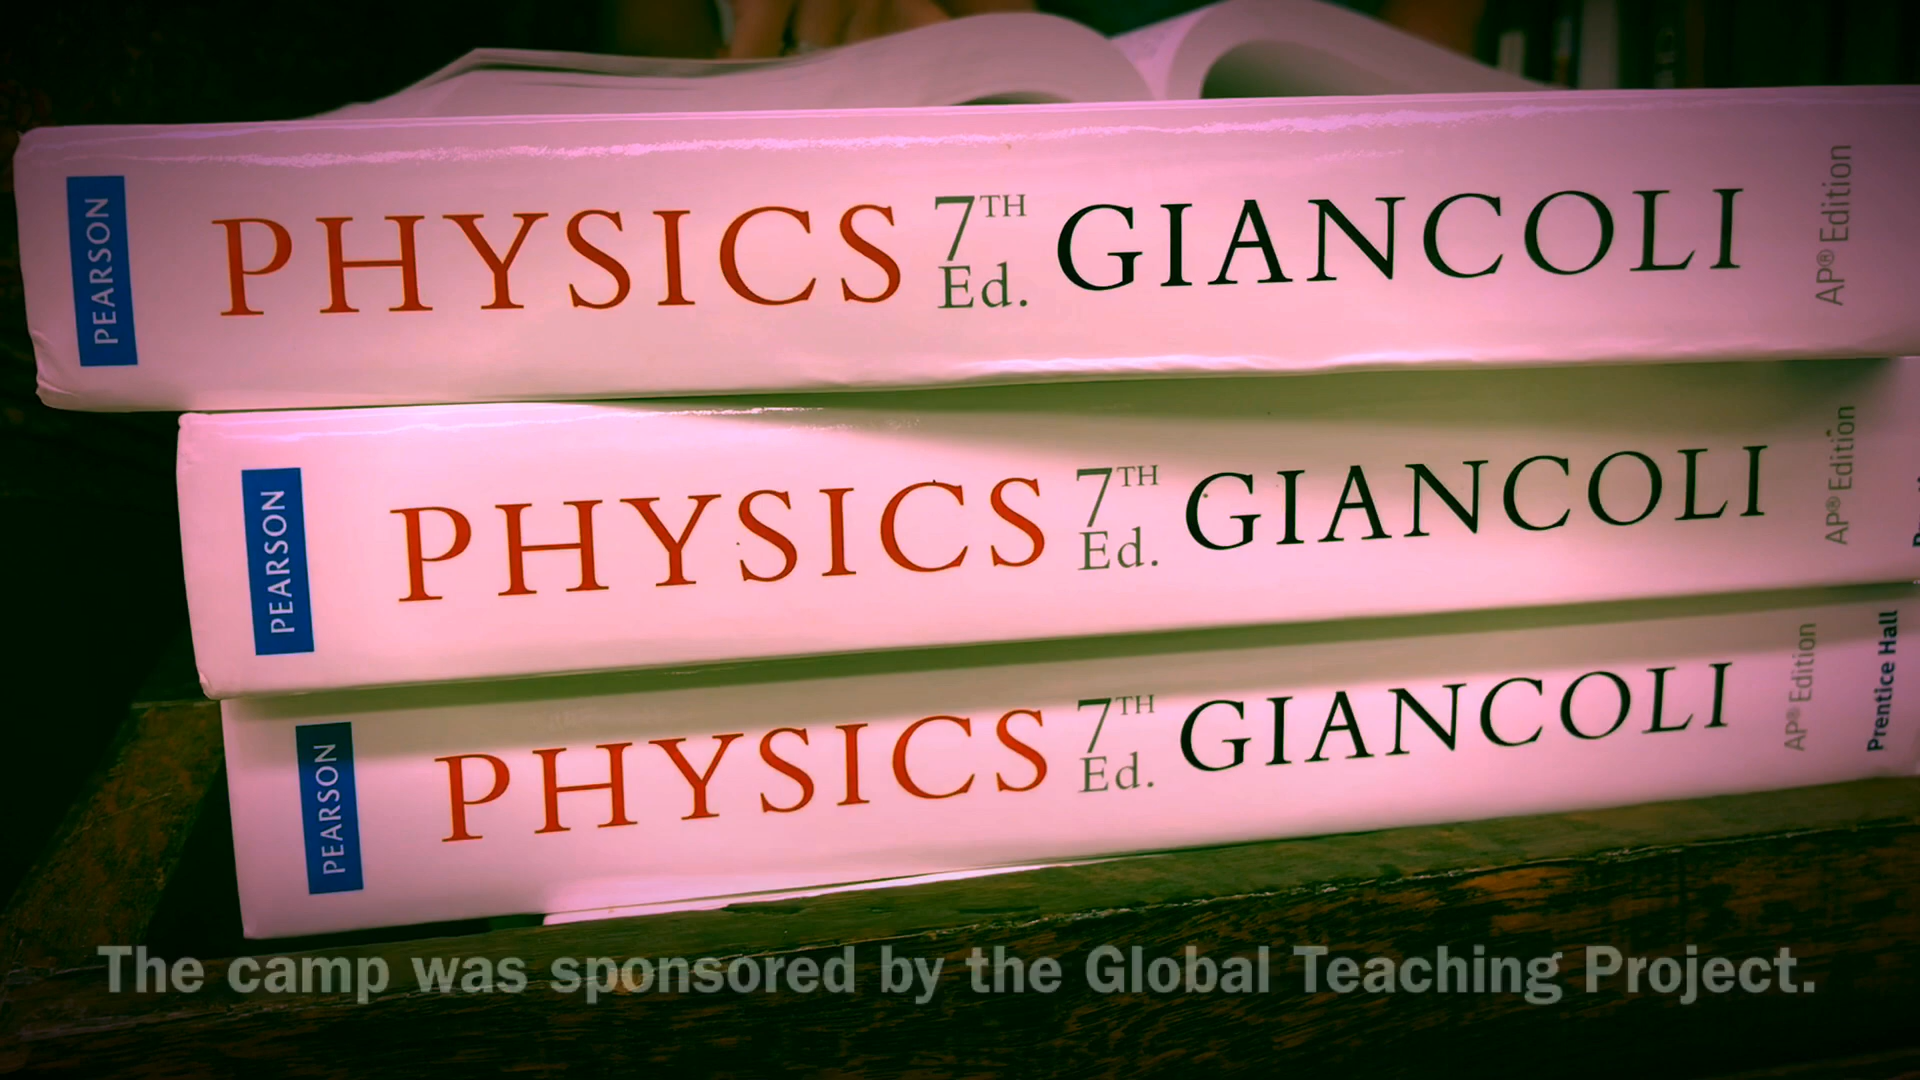 PEARSON PHYSICS 7TH Ed. GIANCOLI AP® Edition
PEARSON PHYSICS 7TH Ed. GIANCOLI AP® Edition
PEARSON PHYSICS 7TH Ed. GIANCOLI AP® Edition Prentice Hall
The camp was sponsored by the Global Teaching Project.